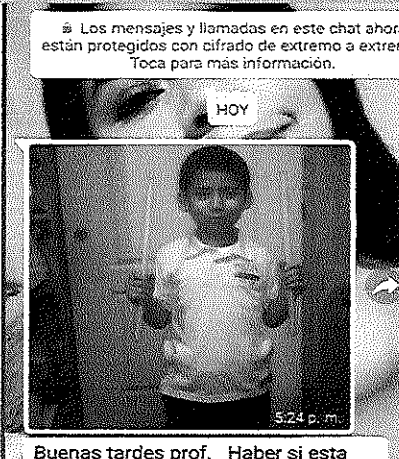 Los mensajes y llamadas en este chat ahor
están protegidos con cifrado de extremo a extrem
Toca para más información.
HOY
5:24 p. m.
Buenas tardes prof. Haber si esta